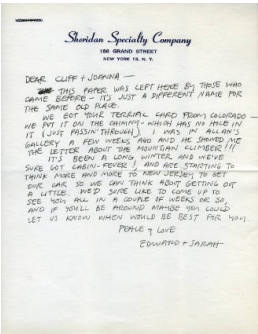 Sheridan Specialty Company
186 GRAND STREET
NEW YORK 13, N. Y.
DEAR CLIFF + JOANNA -
THIS PAPER WAS LEFT HERE BY THOSE WHO
CAME BEFORE - IT'S JUST A DIFFERENT NAME FOR
THE SAME OLD PLACE.
WE GOT YOUR TERRIAL CARD FROM COLORADO -
WE PUT IT ON THE CHIMNY - WHICH HAS NO MICE IN
IT (JUST PASSIN' THROUGH). I WAS IN ALLAN'S
GALLERY A FEW WEEKS AGO AND HE SHOWED ME
THE LETTER ABOUT THE MOUNTAIN CLIMBER!!!
IT'S BEEN A LONG, WINTER AND WE'VE
SURE GOT CABIN-FEVER, AND ARE STARTING TO
THINK MORE AND MORE TO NEW JERSEY TO GET
OUR CAR SO WE CAN THINK ABOUT GETTING OUT
A LITTLE. WE'D SURE LIKE TO COME UP TO
SEE YOU ALL IN A COUPLE OF WEEKS OR SO,
AND IF YOU'LL BE AROUND MAYBE YOU COULD
LET US KNOW WHEN WOULD BE BEST FOR YOU.
PEACE & LOVE
EDWARD + SARAH